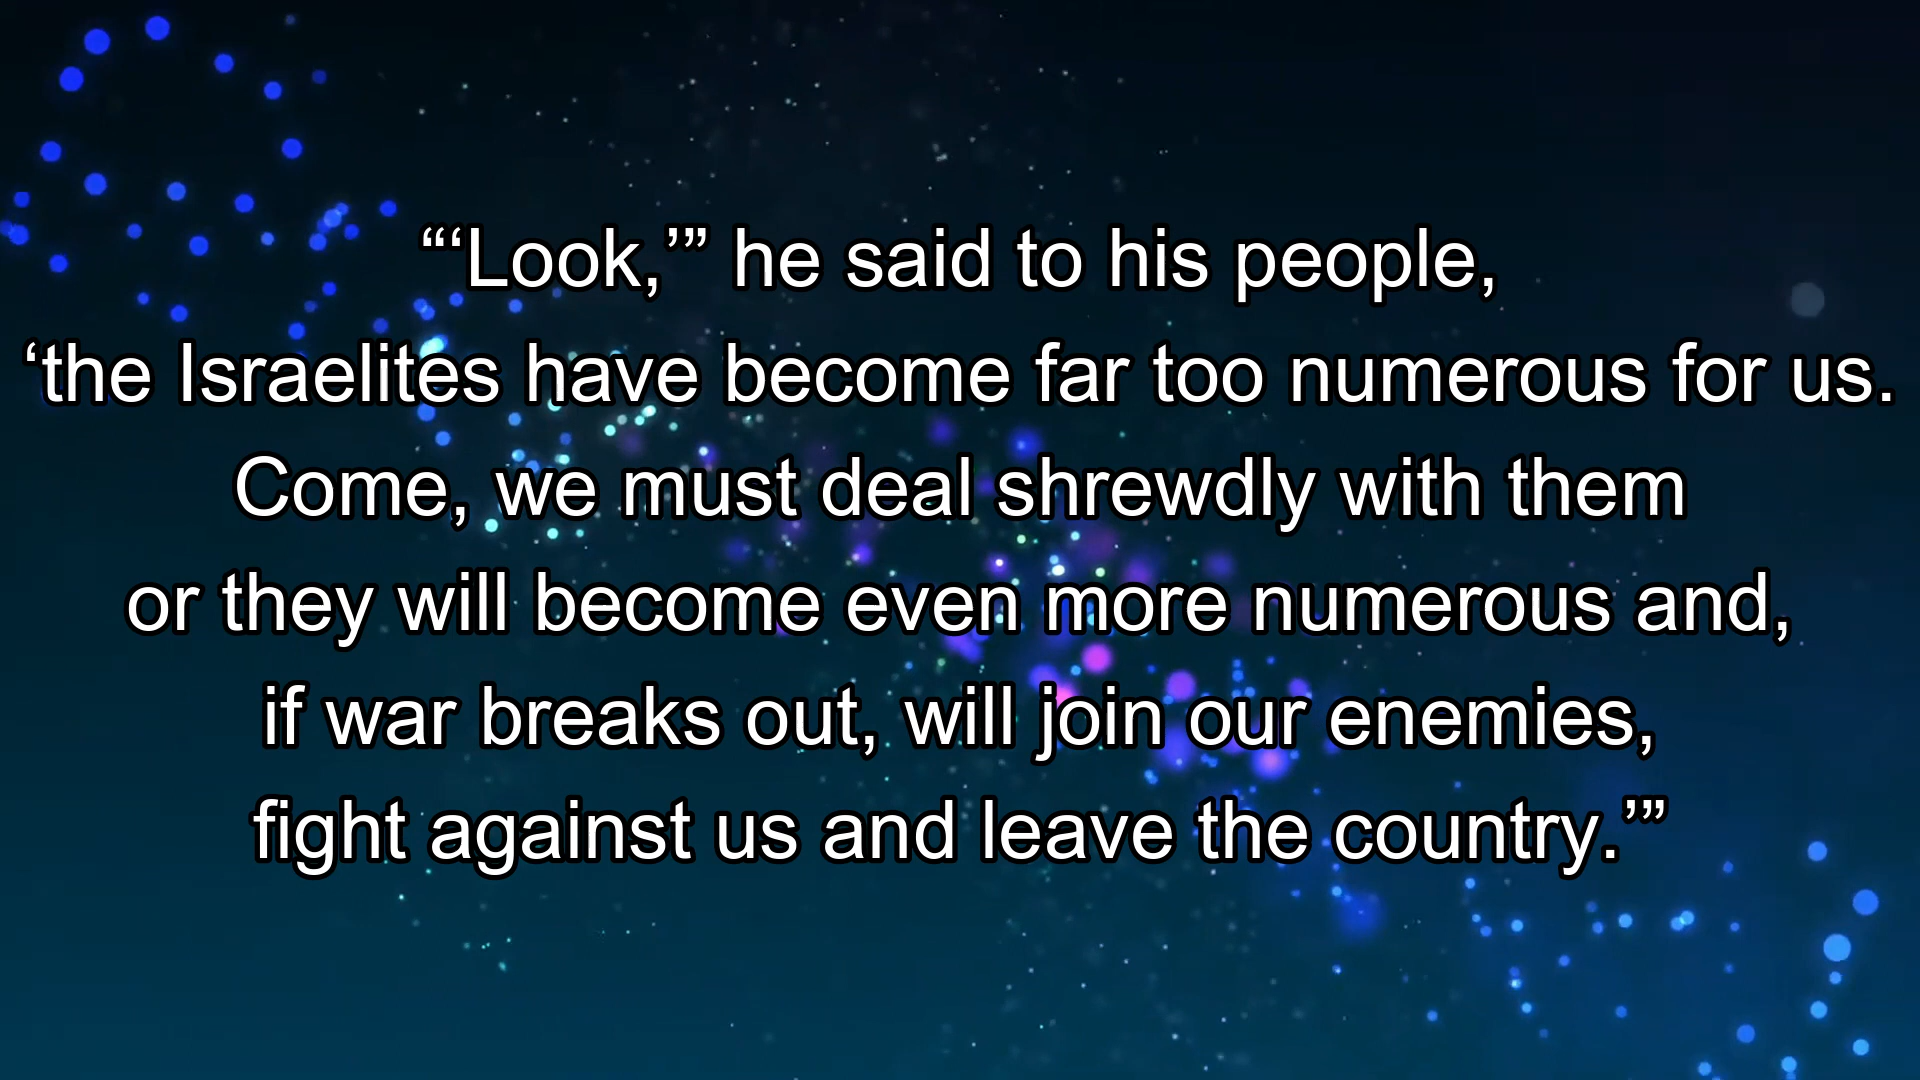 “‘Look,’” he said to his people,
‘the Israelites have become far too numerous for us.
Come, we must deal shrewdly with them
or they will become even more numerous and,
if war breaks out, will join our enemies,
fight against us and leave the country.’”